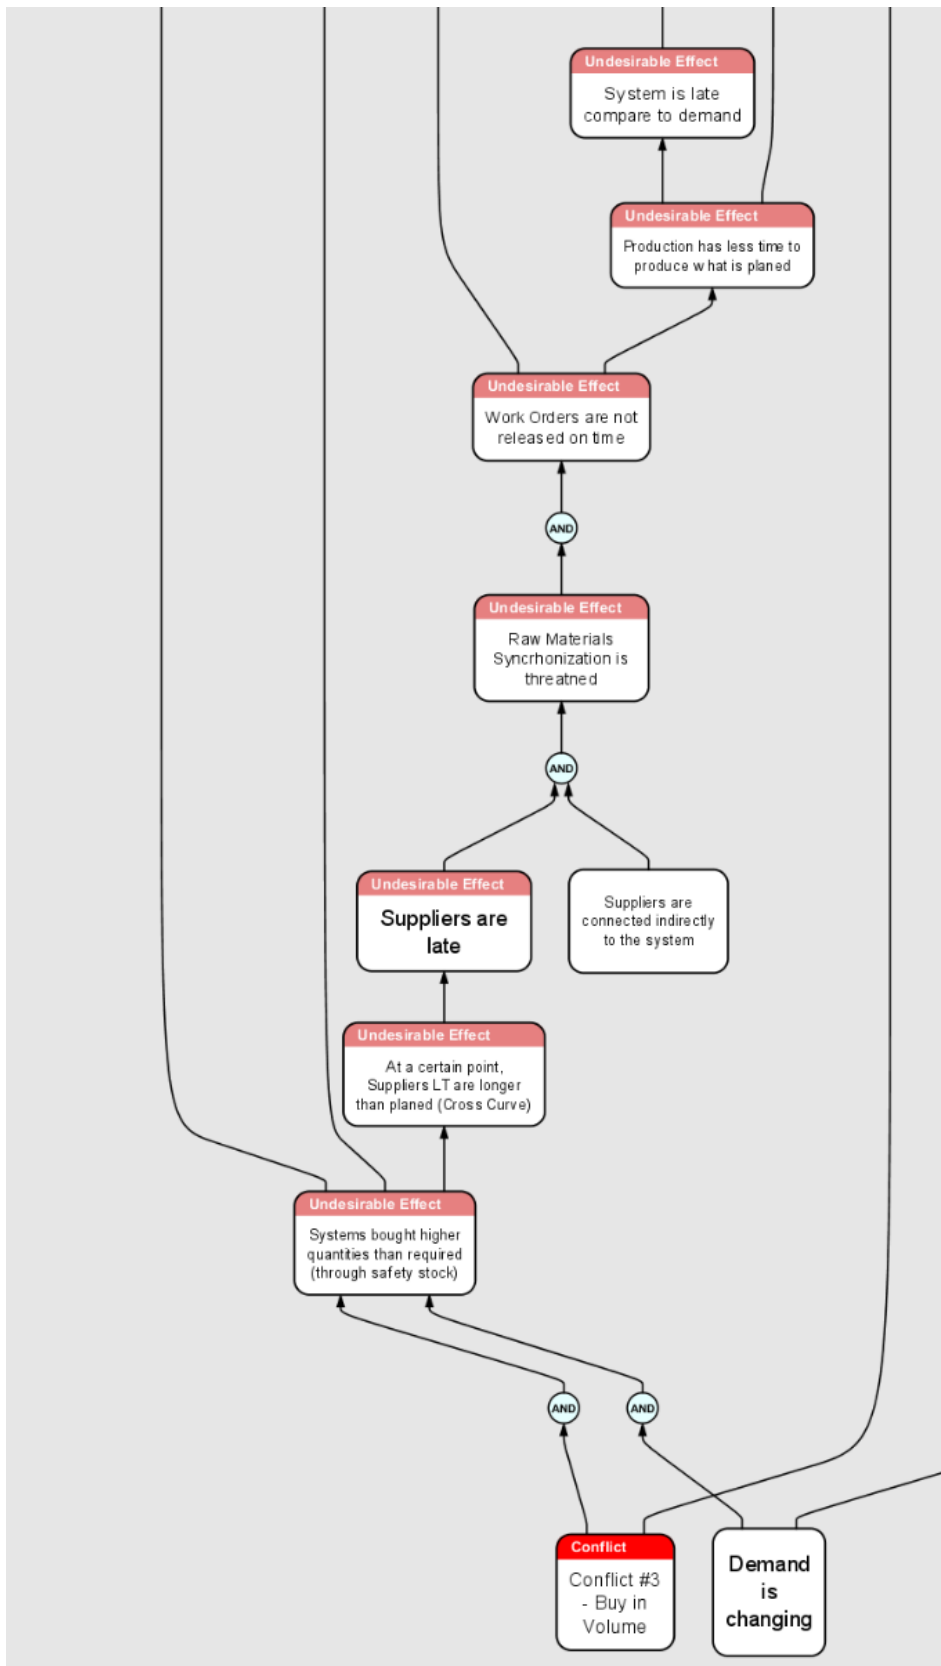 Undesirable Effect
System is late
compare to demand
Undesirable Effect
Production has less time to
produce what is planed
Undesirable Effect
Work Orders are not
released on time
AND
Undesirable Effect
Raw Materials
Syncrhonization is
threatned
AND
Undesirable Effect
Suppliers are
late
Suppliers are
connected indirectly
to the system
Undesirable Effect
At a certain point,
Suppliers LT are longer
than planed (Cross Curve)
Undesirable Effect
Systems bought higher
quantities than required
(through safety stock)
AND
AND
Conflict
Conflict #3
- Buy in
Volume
Demand
is
changing